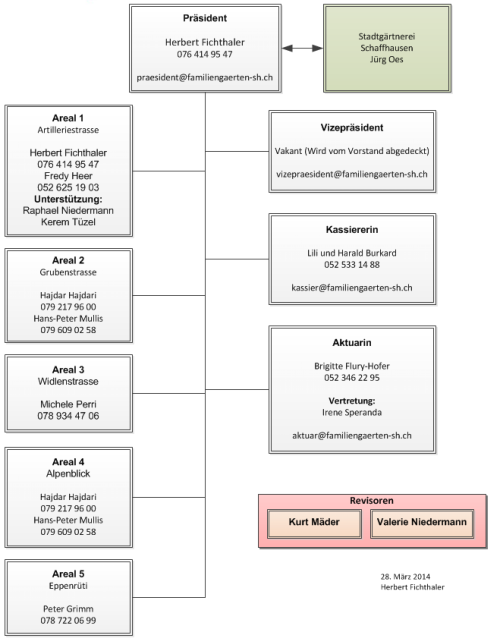 Präsident
Herbert Fichthaler
076 414 95 47
praesident@familiengaerten-sh.ch
Stadtgärtnerei
Schaffhausen
Jürg Oes
Areal 1
Artilleriestrasse
Herbert Fichthaler
076 414 95 47
Fredy Heer
052 625 19 03
Unterstützung:
Raphael Niedermann
Kerem Tüzel
Vizepräsident
Vakant (Wird vom Vorstand abgedeckt)
vizepraesident@familiengaerten-sh.ch
Kassiererin
Lili und Harald Burkard
052 533 14 88
kassier@familiengaerten-sh.ch
Areal 2
Grubenstrasse
Hajdar Hajdari
079 217 96 00
Hans-Peter Mullis
079 609 02 58
Aktuarin
Brigitte Flury-Hofer
052 346 22 95
Vertretung:
Irene Speranda
aktuar@familiengaerten-sh.ch
Areal 3
Widlenstrasse
Michele Perri
078 934 47 06
Areal 4
Alpenblick
Hajdar Hajdari
079 217 96 00
Hans-Peter Mullis
079 609 02 58
Revisoren
Kurt Mäder
Valerie Niedermann
Areal 5
Eppenrüti
Peter Grimm
078 722 06 99
28. März 2014
Herbert Fichthaler